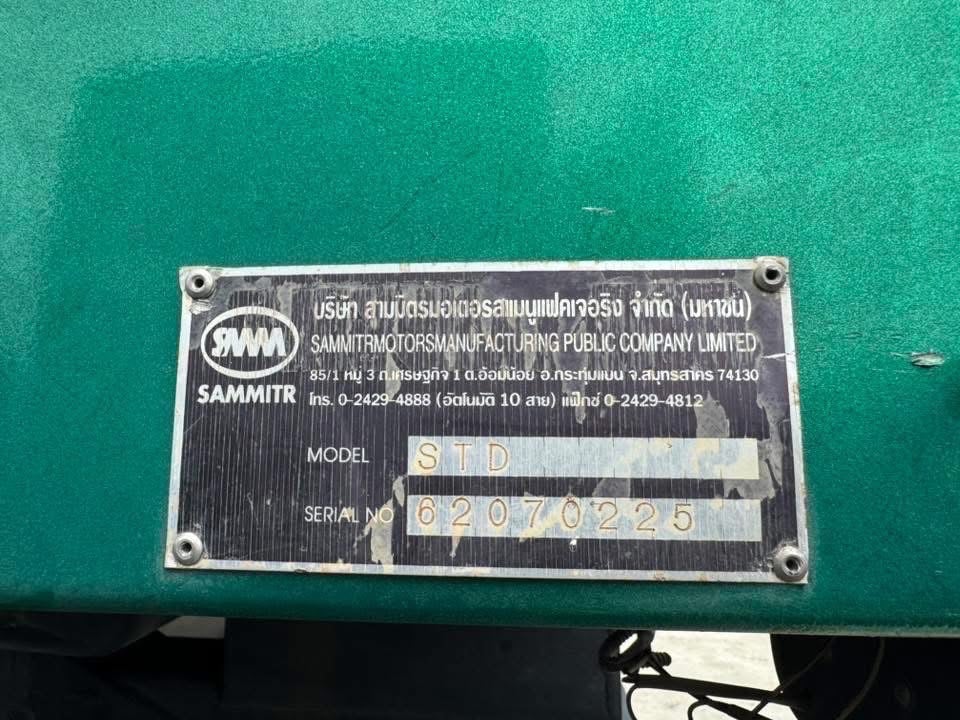 SMM
SAMMITR
บริษัท สามมิตรมอเตอร์สแมนูแฟคเจอริง จำกัด (มหาชน)
SAMMITRMOTORSMANUFACTURING PUBLIC COMPANY LIMITED
85/1 หมู่ 3 ถ.เศรษฐกิจ 1 ต.อ้อมน้อย อ.กระทุ่มแบน จ.สมุทรสาคร 74130
โทร. 0-2429-4888 (อัตโนมัติ 10 สาย) แฟ็กซ์ 0-2429-4812
MODEL STD
SERIAL NO 62070225